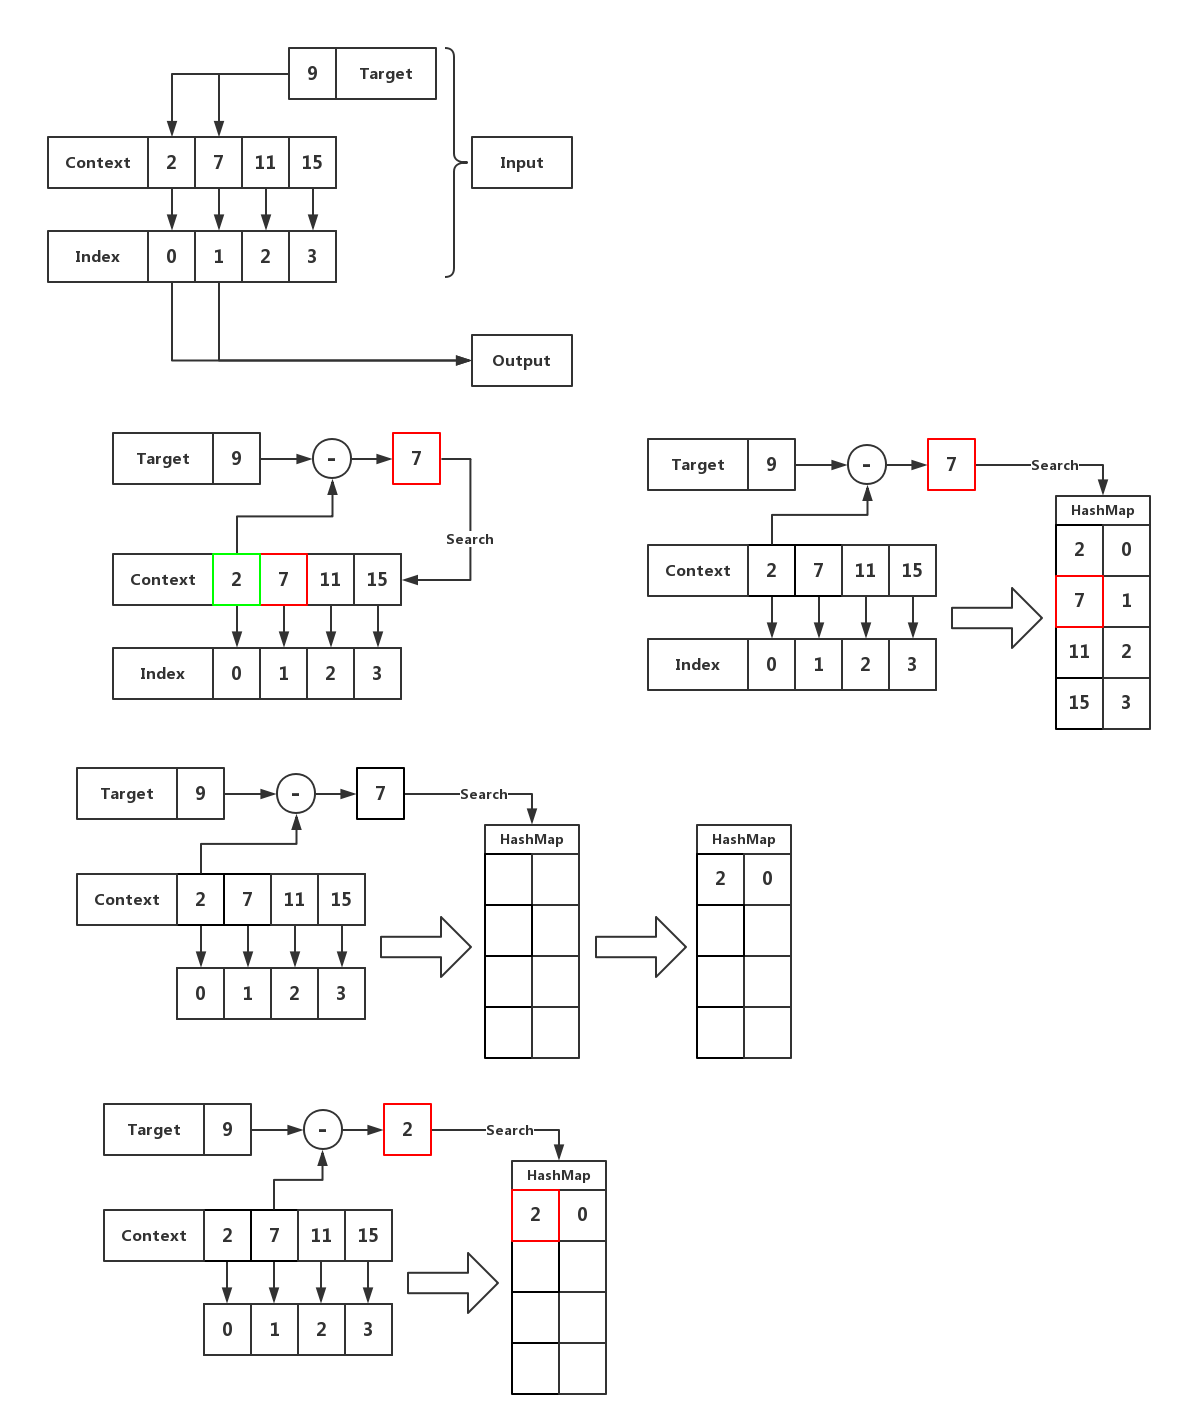 9 Target
Context 2 7 11 15
Input
Index 0 1 2 3
Output
Target 9 - 7
Search
Context 2 7 11 15
Index 0 1 2 3
Target 9 - 7 Search
HashMap
2 0
Context 2 7 11 15
7 1
Index 0 1 2 3
11 2
15 3
Target 9 - 7 Search
HashMap
HashMap
2 0
Context 2 7 11 15
0 1 2 3
Target 9 - 2 Search
HashMap
2 0
Context 2 7 11 15
0 1 2 3